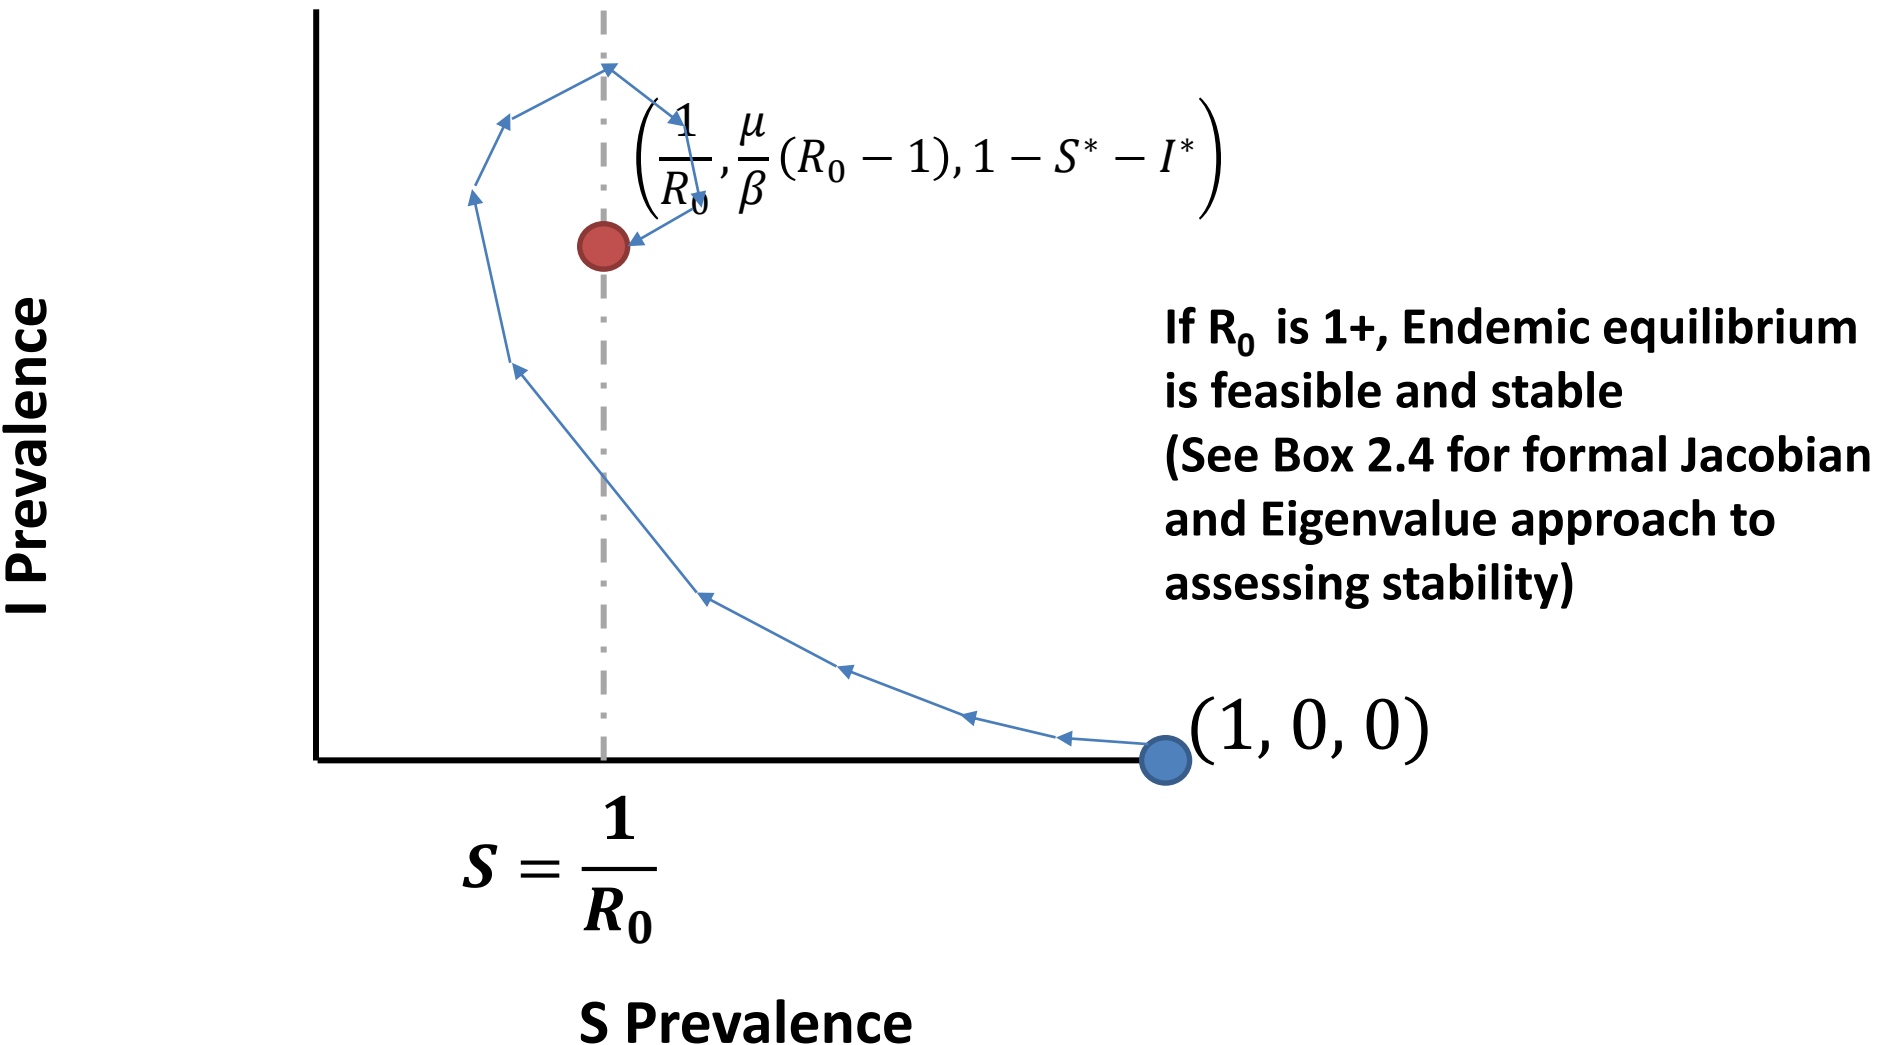 (1/R₀, μ/β (R₀ − 1), 1 − S* − I*)
I Prevalence
If R₀ is 1+, Endemic equilibrium
is feasible and stable
(See Box 2.4 for formal Jacobian
and Eigenvalue approach to
assessing stability)
(1, 0, 0)
S = 1/R₀
S Prevalence